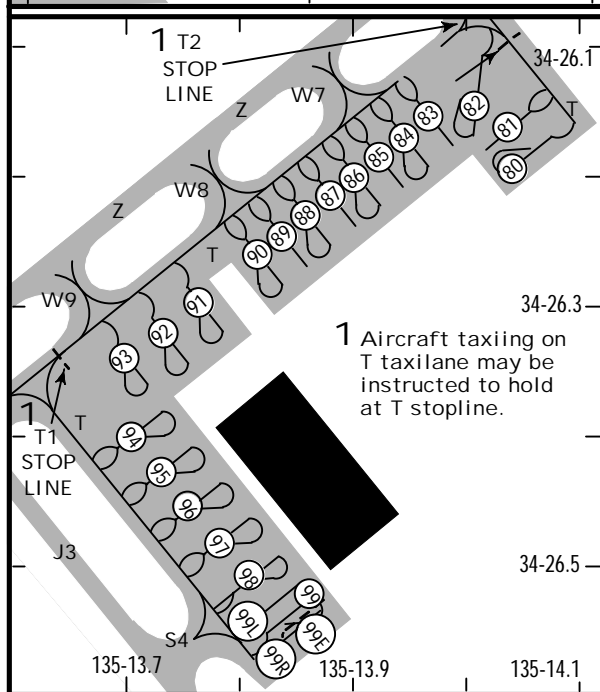 1 T2
STOP
LINE
34-26.1
W7
Z
83
82
T
84
81
85
80
86
W8
87
Z
88
89
T
90
W9
91
34-26.3
92
1 Aircraft taxiing on
T taxilane may be
instructed to hold
at T stopline.
93
1
T1
STOP
LINE
T
94
95
96
J3
97
34-26.5
98
99
99L
99E
S4
99R
135-13.7
135-13.9
135-14.1